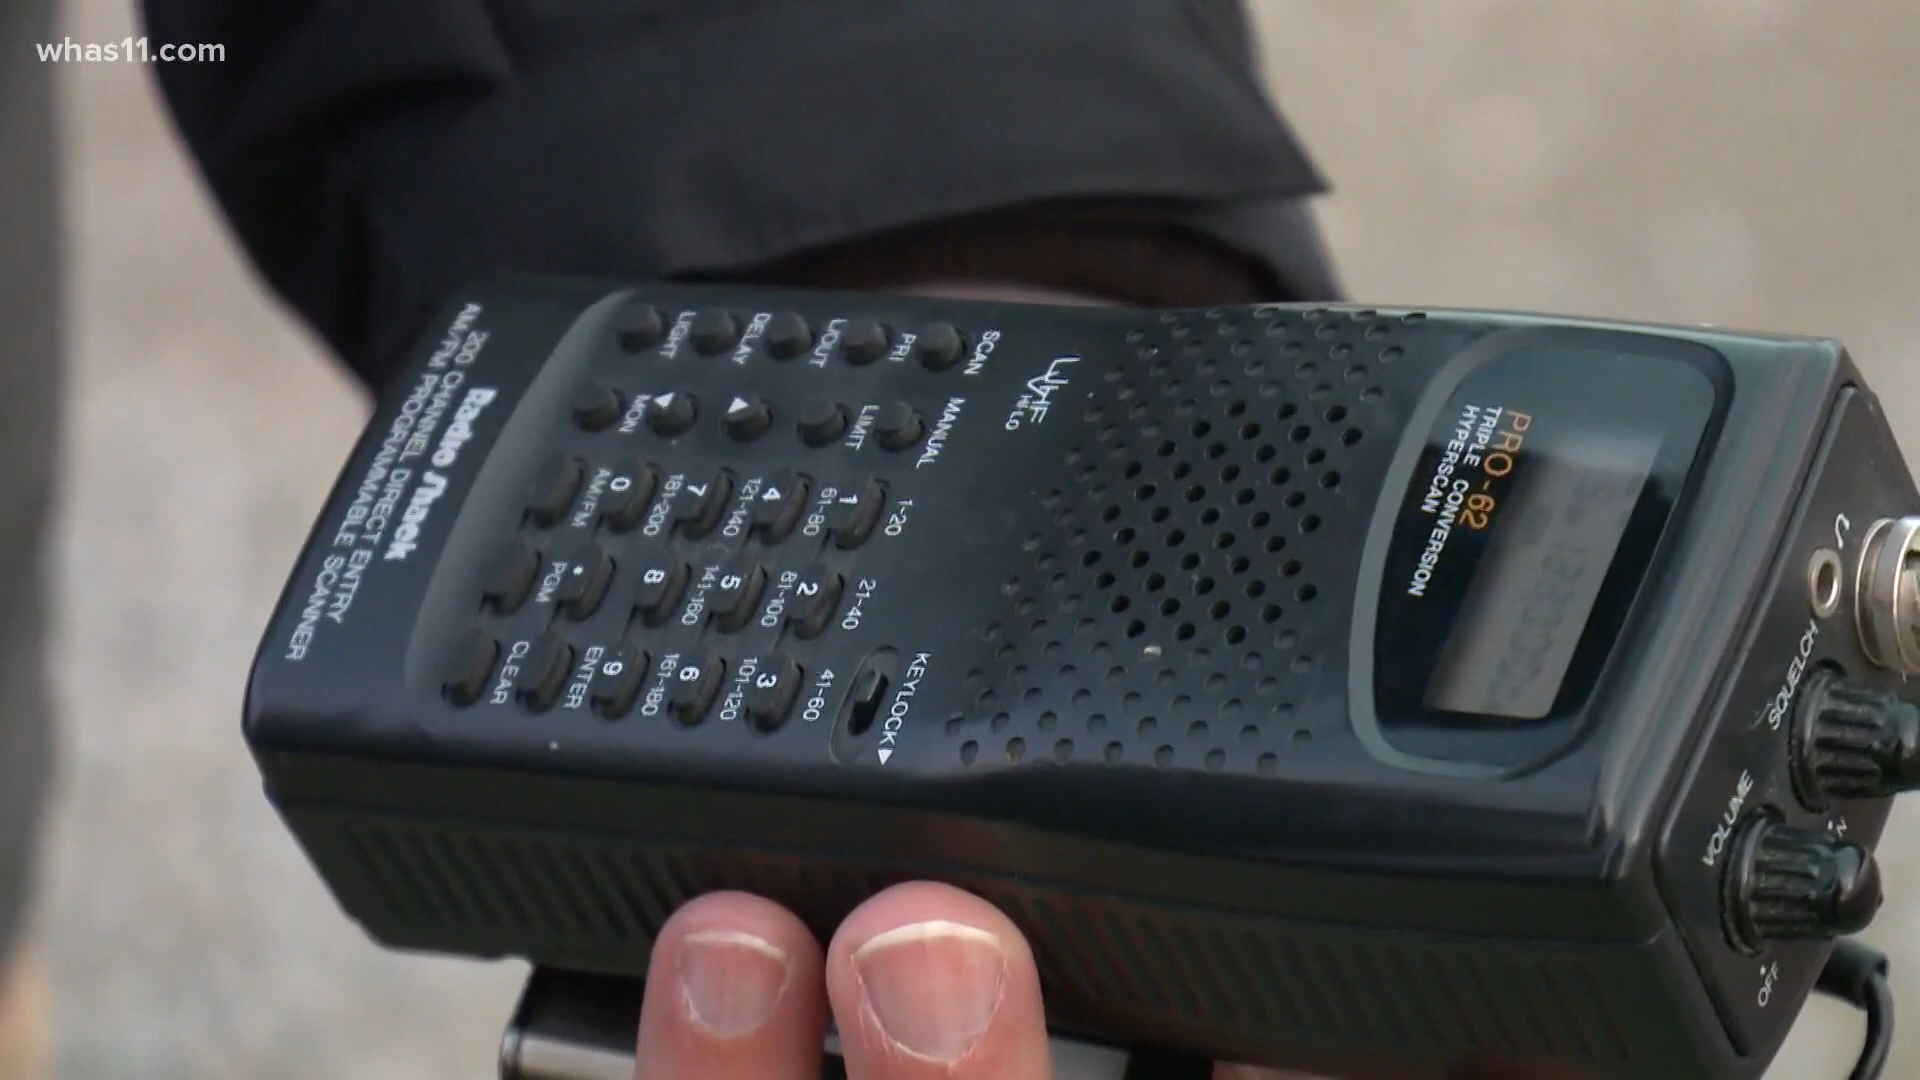 whas11.com
PRO-62
TRIPLE CONVERSION
HYPERSCAN
SQUELCH
VOLUME
OFF
UHF
HI LO
SCAN
MANUAL
PRI
L/OUT
DELAY
LIGHT
LIMIT
▲
▼
MON
KEYLOCK▶
1-20
21-40
41-60
1
2
3
61-80
81-100
101-120
4
5
6
121-140
141-160
161-180
7
8
9
181-200
ENTER
0
•
AM/FM
PGM
CLEAR
Radio Shack
200 CHANNEL DIRECT ENTRY
AM/FM PROGRAMMABLE SCANNER